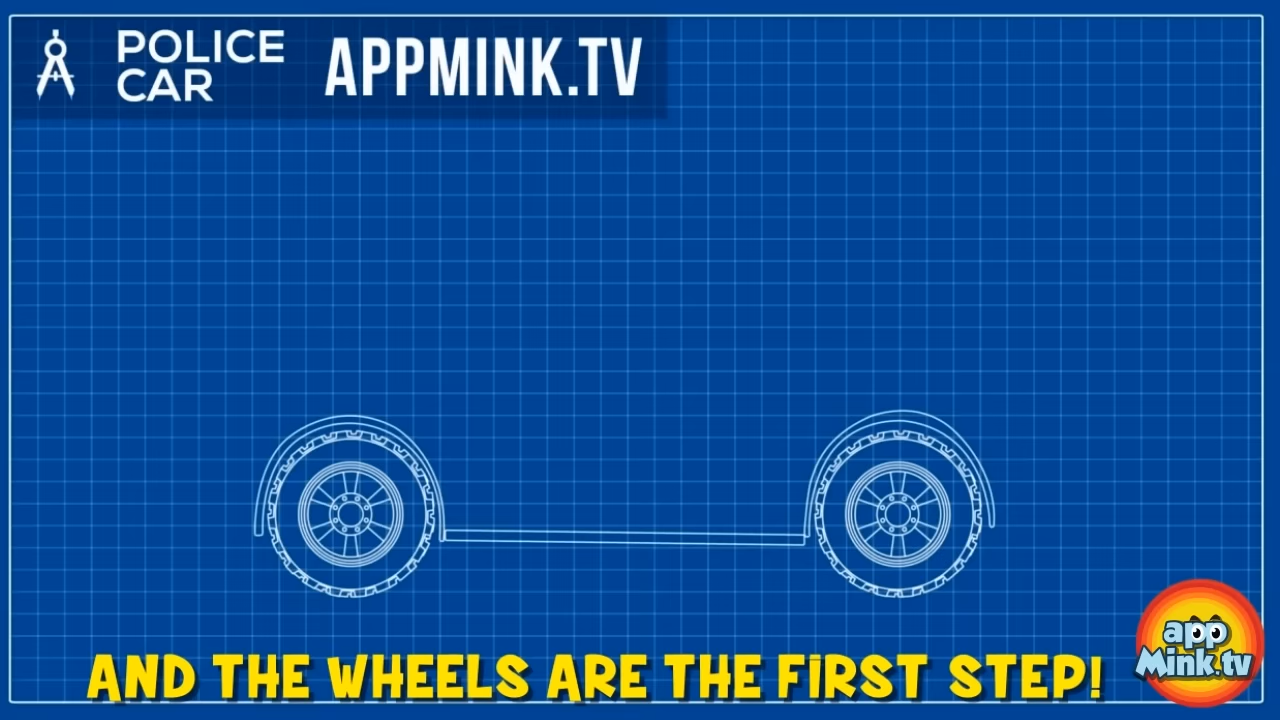 POLICE
CAR
APPMINK.TV
app
Mink.tv
AND THE WHEELS ARE THE FIRST STEP!